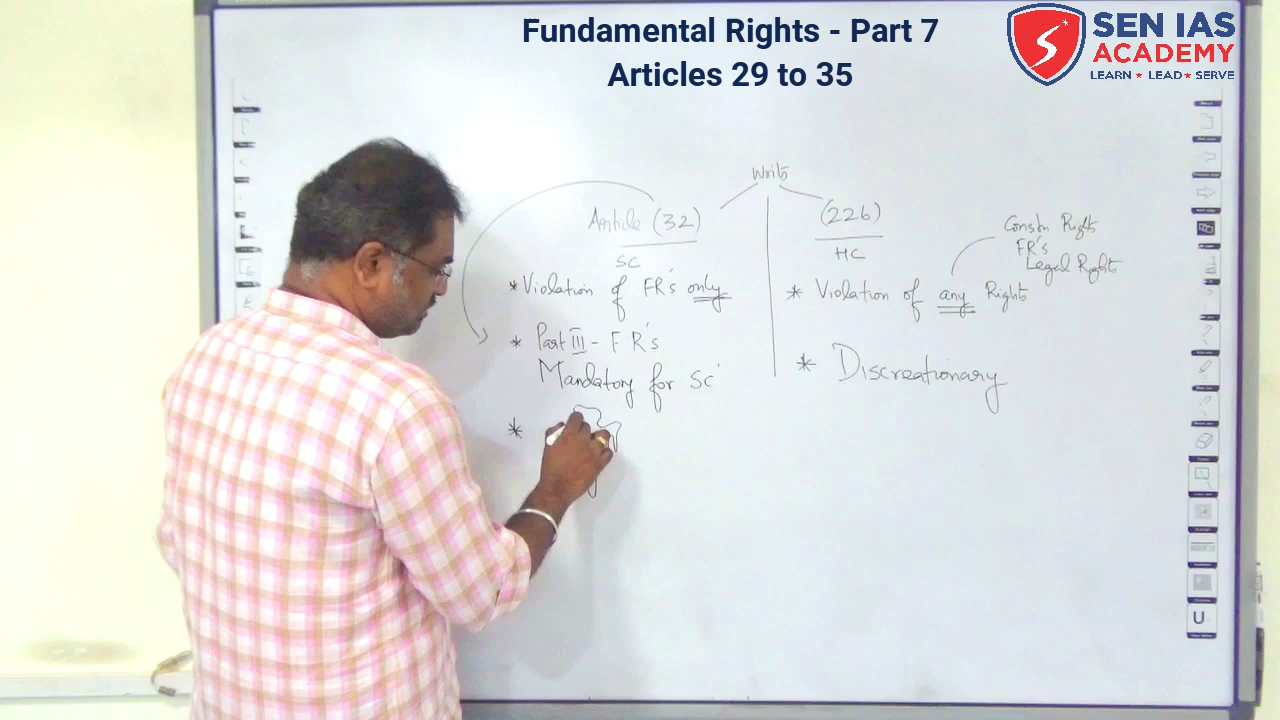 Fundamental Rights - Part 7
Articles 29 to 35
SEN IAS
ACADEMY
LEARN ★ LEAD ★ SERVE
Writs
Article (32)
SC
* Violation of FR's only
* Part III - F R's
Mandatory for SC
*
(226)
HC
Constn Rights
FR's
Legal Rights
* Violation of any Rights
* Discreationary
U